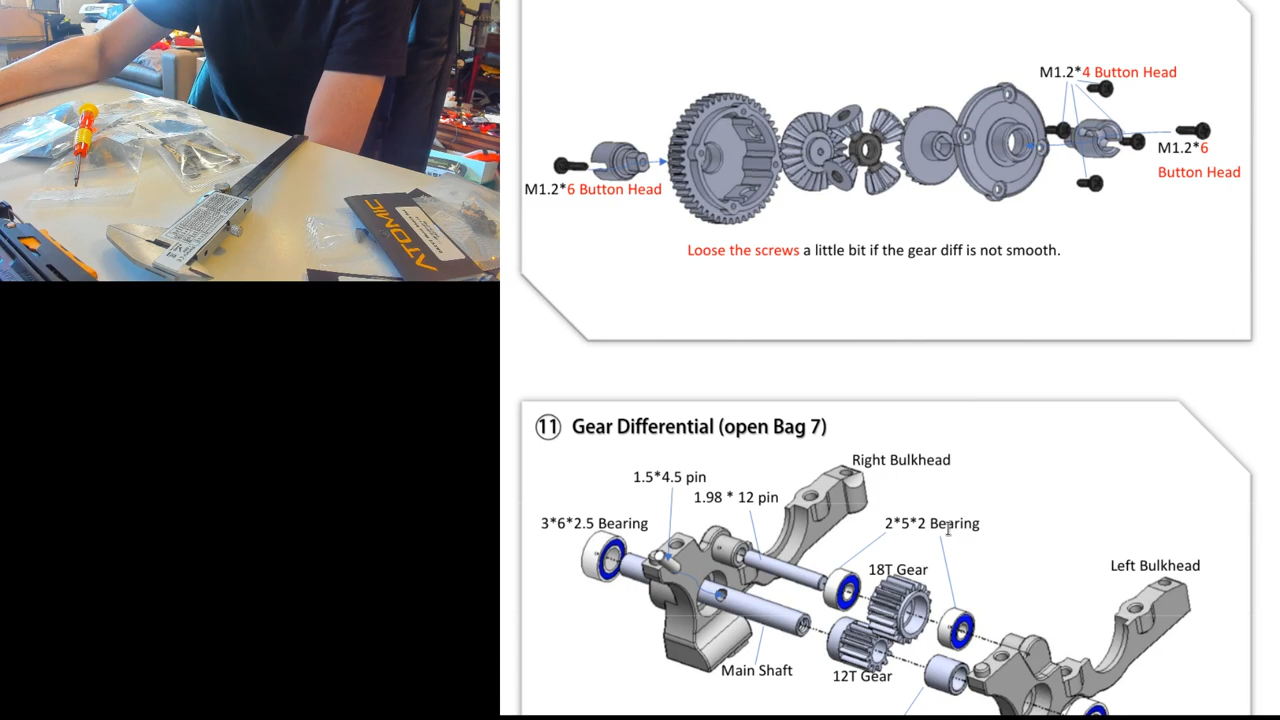 ATOMIC
M1.2*4 Button Head
M1.2*6
Button Head
M1.2*6 Button Head
Loose the screws a little bit if the gear diff is not smooth.
11 Gear Differential (open Bag 7)
Right Bulkhead
1.5*4.5 pin
1.98 * 12 pin
3*6*2.5 Bearing
2*5*2 Bearing
18T Gear
Left Bulkhead
Main Shaft
12T Gear